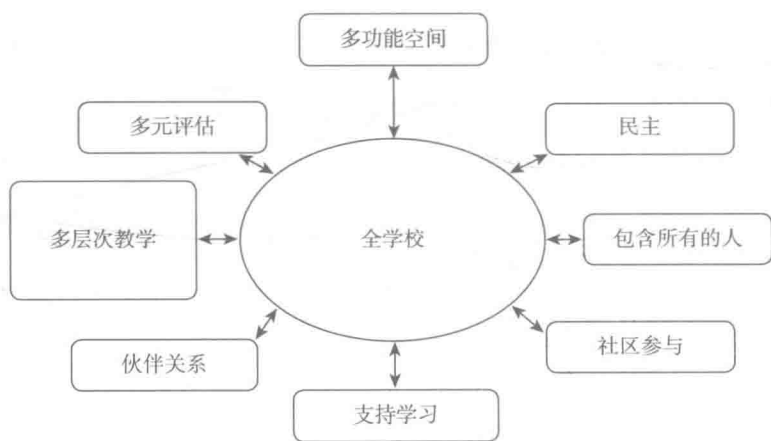 多功能空间
多元评估
民主
多层次教学
全学校
包含所有的人
伙伴关系
社区参与
支持学习